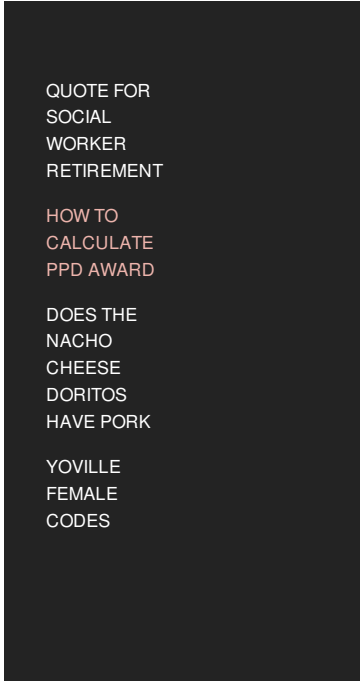 QUOTE FOR
SOCIAL
WORKER
RETIREMENT
HOW TO
CALCULATE
PPD AWARD
DOES THE
NACHO
CHEESE
DORITOS
HAVE PORK
YOVILLE
FEMALE
CODES